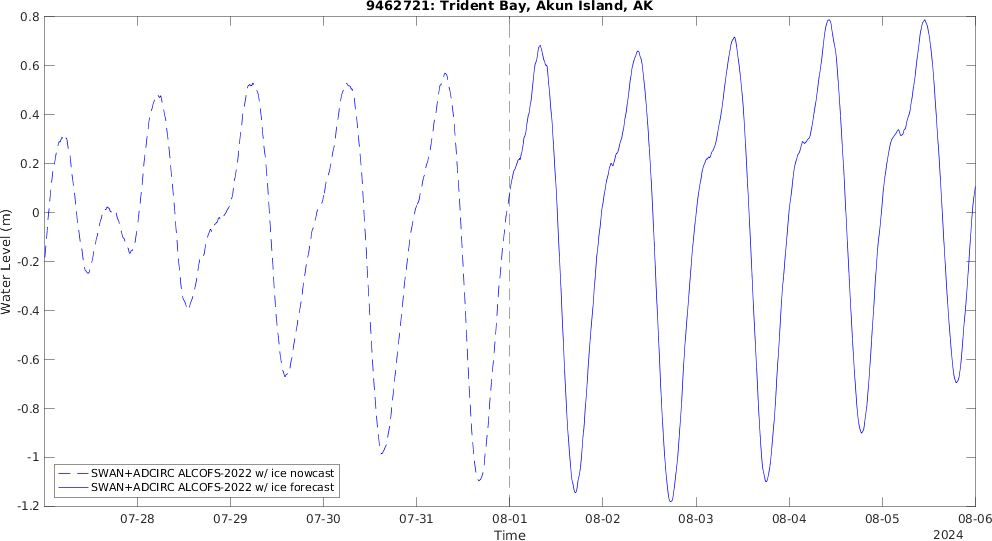 9462721: Trident Bay, Akun Island, AK
0.8
0.6
0.4
0.2
0
-0.2
-0.4
-0.6
-0.8
-1
-1.2
Water Level (m)
SWAN+ADCIRC ALCOFS-2022 w/ ice nowcast
SWAN+ADCIRC ALCOFS-2022 w/ ice forecast
07-28 07-29 07-30 07-31 08-01 08-02 08-03 08-04 08-05 08-06
Time
2024